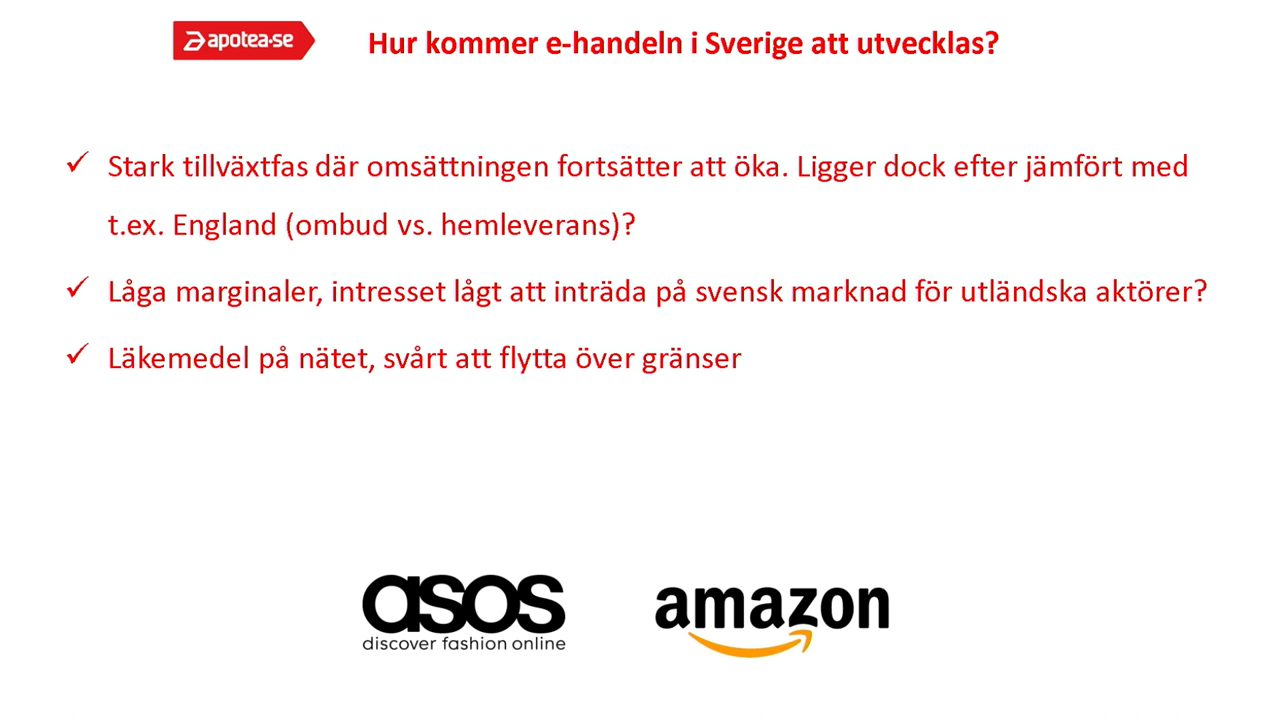 apotea.se
Hur kommer e-handeln i Sverige att utvecklas?
Stark tillväxtfas där omsättningen fortsätter att öka. Ligger dock efter jämfört med
t.ex. England (ombud vs. hemleverans)?
Låga marginaler, intresset lågt att inträda på svensk marknad för utländska aktörer?
Läkemedel på nätet, svårt att flytta över gränser
asos
discover fashion online
amazon